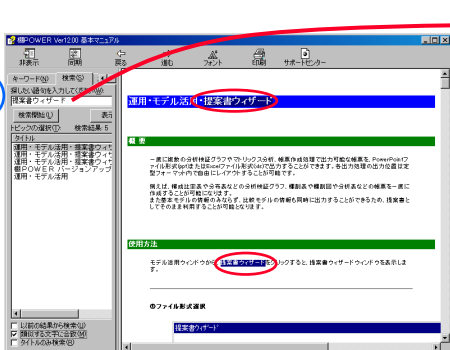 棚POWER Ver12.00 基本マニュアル
非表示 同期 戻る 進む フォント 印刷 サポートセンター
キーワード(N) 検索(S)
探したい語句を入力してください(W)
提案書ウィザード
検索開始(L) 表示
トピックの選択(T) 検索結果 5
タイトル
運用・モデル活用・提案書ウィ
運用・モデル活用・提案書ウィ
運用・モデル活用・提案書ウィ
棚POWER バージョンアップ
運用・モデル活用
以前の結果から検索(U)
類似する文字に合致(M)
タイトルのみ検索(R)
運用・モデル活用・提案書ウィザード
概 要
一度に複数の分析検証グラフやマトリックス分析、帳票作成処理で出力可能な帳票を、PowerPointフ
ァイル形式(pptまたはExcelファイル形式(xls)で出力することができます。各出力分析の出力位置は定
型フォーマット内で自由にレイアウトすることが可能です。
例えば、構成比定表や分布表などの分析検証グラフ、棚割表や棚割図や分析表などの帳票を一度に
作成することが可能になります。
また基本モデルの情報のみならず、比較モデルの情報も同時に出力することができるため、提案書と
してそのまま利用することが可能となります。
使用方法
モデル活用ウィンドウから、提案書ウィザードをクリックすると、提案書ウィザードウィンドウを表示しま
す。
①ファイル形式選択
提案書ウィザード